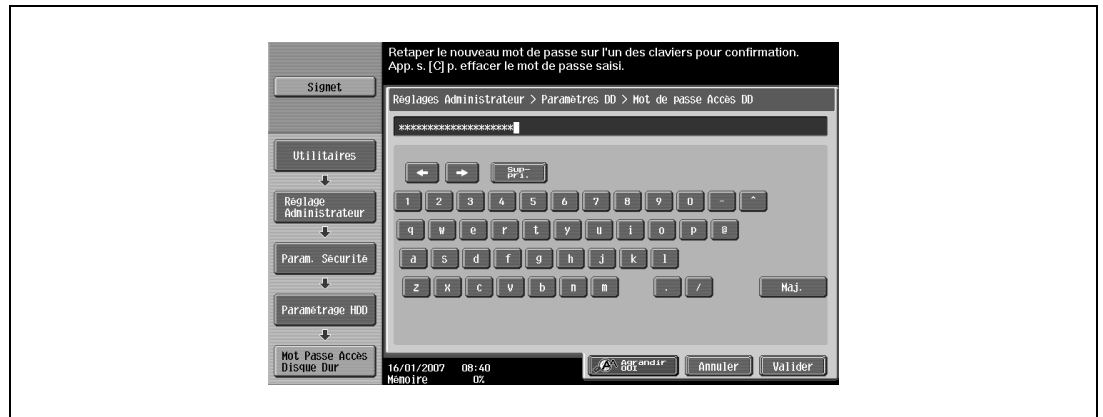 Retaper le nouveau mot de passe sur l'un des claviers pour confirmation.
App. s. [C] p. effacer le mot de passe saisi.
Signet
Réglages Administrateur > Paramètres DD > Mot de passe Accès DD
********************
Utilitaires
Réglage
Administrateur
Param. Sécurité
Paramétrage HDD
Mot Passe Accès
Disque Dur
← → Sup-
pri.
1 2 3 4 5 6 7 8 9 0 - ^
q w e r t y u i o p @
a s d f g h j k l
z x c v b n m . / Maj.
16/01/2007 08:40
Mémoire 0%
Agrandir
001
Annuler Valider